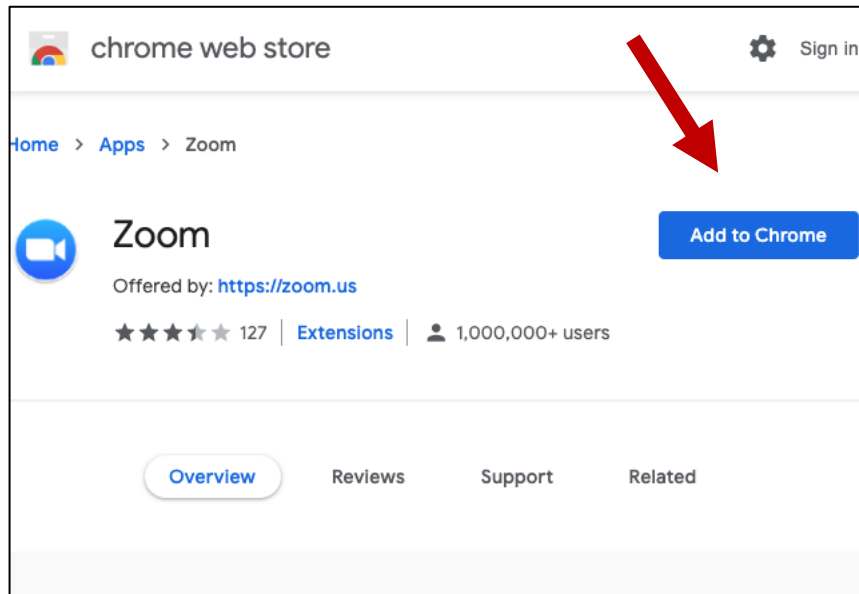 chrome web store
Sign in
Home > Apps > Zoom
Zoom
Add to Chrome
Offered by: https://zoom.us
127 | Extensions | 1,000,000+ users
Overview Reviews Support Related